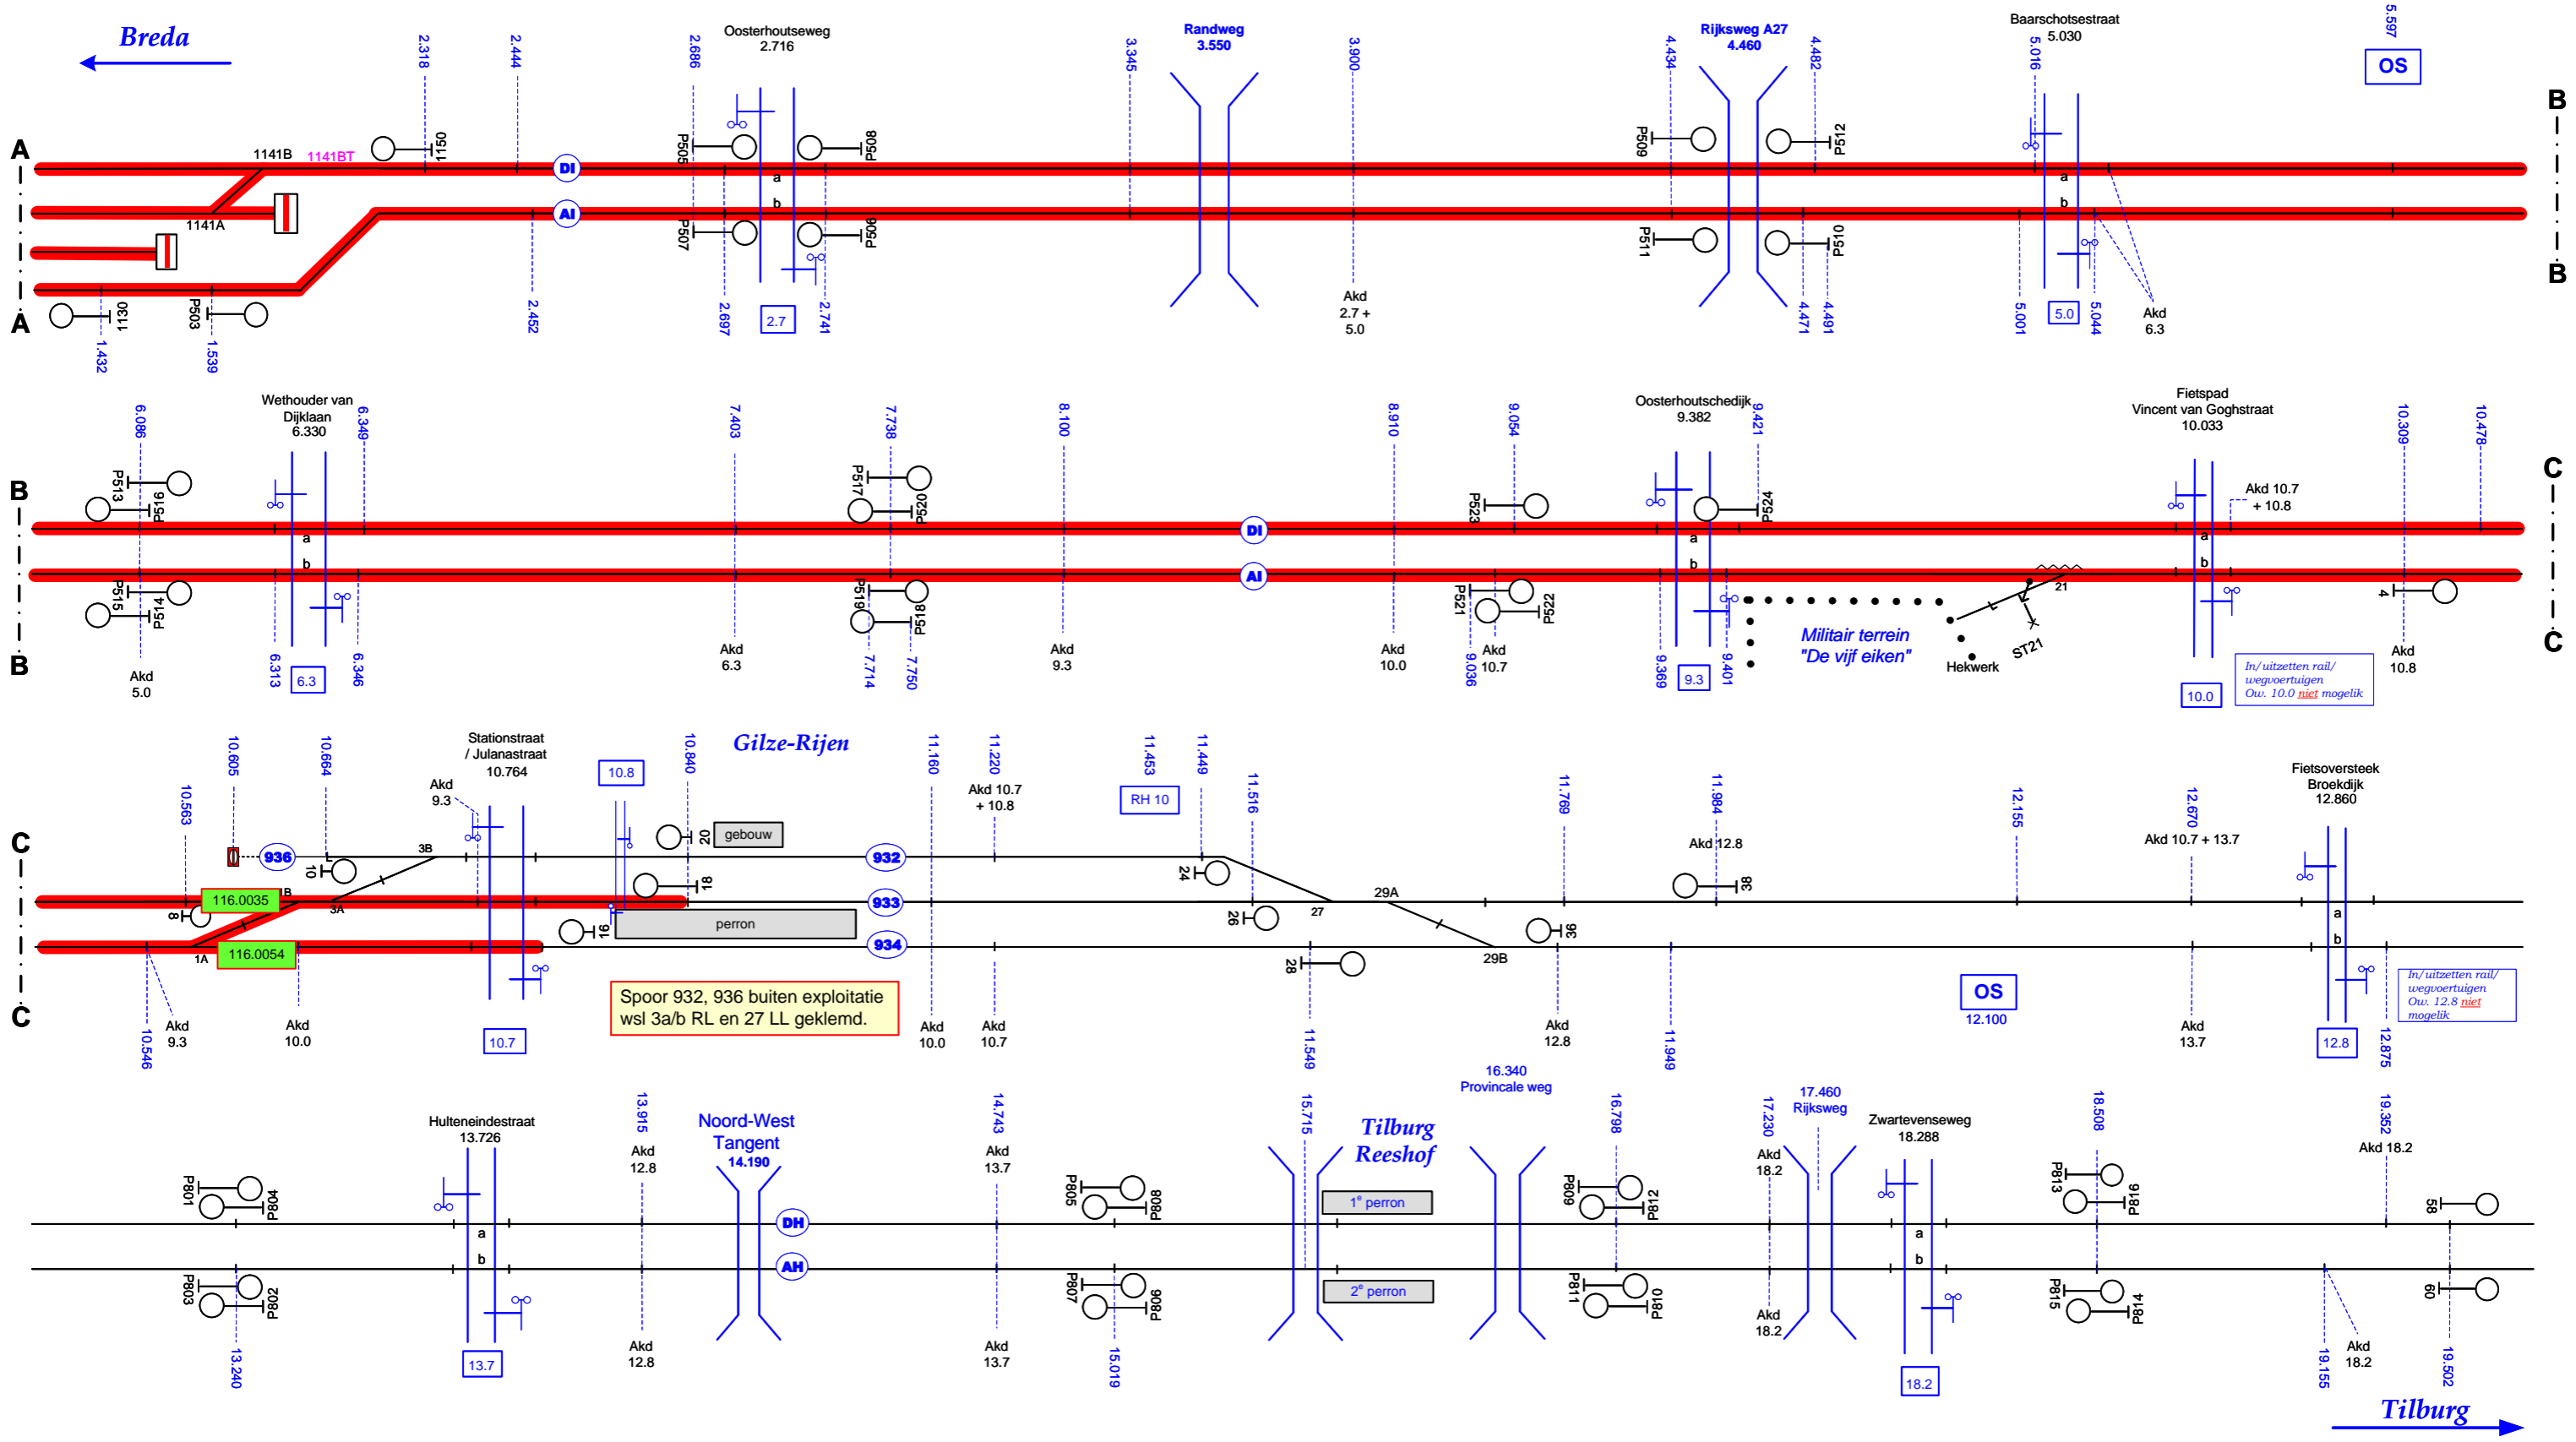 Breda
2.318
2.444
2.686
Oosterhoutseweg
2.716
3.345
Randweg
3.550
3.900
4.434
Rijksweg A27
4.460
4.482
Baarschotsestraat
5.030
5.016
5.597
OS
A
B
1141B
1141BT
1150
DI
P505
P508
P509
P512
a
a
1141A
AI
b
b
P507
P506
P511
P510
A
B
1130
P503
1.432
1.539
2.452
2.697
2.7
2.741
Akd
2.7 +
5.0
4.471
4.491
5.001
5.0
5.044
Akd
6.3
6.086
Wethouder van
Dijklaan
6.330
6.349
7.403
7.738
8.100
8.910
9.054
Oosterhoutschedijk
9.382
9.421
Fietspad
Vincent van Goghstraat
10.033
10.309
10.478
B
C
P513
P516
P517
P520
P523
P524
Akd 10.7
+ 10.8
DI
a
a
a
b
b
b
AI
21
P515
P514
P519
P518
P521
P522
4
B
C
Akd
5.0
6.313
6.3
6.346
Akd
6.3
7.714
7.750
Akd
9.3
Akd
10.0
9.036
Akd
10.7
9.369
9.3
9.401
Militair terrein
"De vijf eiken"
Hekwerk
ST21
10.0
In/uitzetten rail/
wegvoertuigen
Ow. 10.0 niet mogelik
Akd
10.8
10.563
10.605
10.664
Akd
9.3
Stationstraat
/ Julanastraat
10.764
10.8
10.840
Gilze-Rijen
11.160
11.220
Akd 10.7
+ 10.8
11.453
RH 10
11.449
11.516
11.769
11.984
Akd 12.8
12.155
12.670
Akd 10.7 + 13.7
Fietsoversteek
Broekdijk
12.860
C
936
10
3B
20
gebouw
932
24
116.0035
1B
3A
18
933
27
29A
38
8
a
16
perron
26
36
1A
116.0054
934
28
29B
b
C
10.546
Akd
9.3
Akd
10.0
10.7
Spoor 932, 936 buiten exploitatie
wsl 3a/b RL en 27 LL geklemd.
Akd
10.0
Akd
10.7
11.549
Akd
12.8
11.949
OS
12.100
Akd
13.7
12.8
12.875
In/uitzetten rail/
wegvoertuigen
Ow. 12.8 niet
mogelik
Hulteneindestraat
13.726
13.915
Akd
12.8
Noord-West
Tangent
14.190
14.743
Akd
13.7
15.715
Tilburg
Reeshof
16.340
Provincale weg
16.798
17.230
Akd
18.2
17.460
Rijksweg
Zwartevenseweg
18.288
18.508
19.352
Akd 18.2
P801
P804
P805
P808
1e perron
P809
P812
P813
P816
58
DH
a
a
b
b
AH
P803
P802
P807
P806
2e perron
P811
P810
P815
P814
60
13.240
13.7
Akd
12.8
Akd
13.7
15.019
Akd
18.2
18.2
19.155
Akd
18.2
19.502
Tilburg